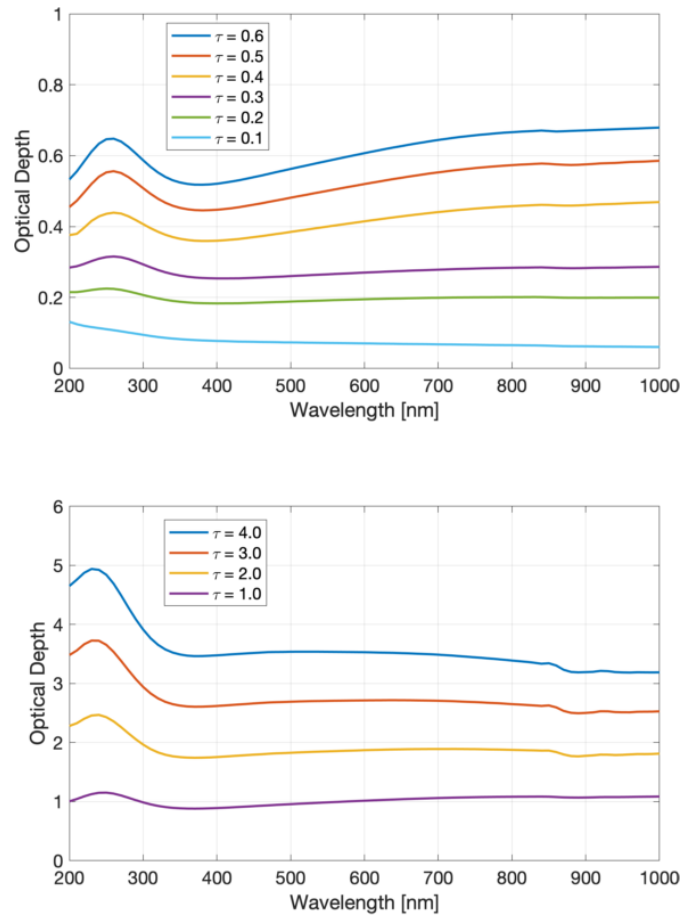 1
0.8
0.6
0.4
0.2
0
Optical Depth
τ = 0.6
τ = 0.5
τ = 0.4
τ = 0.3
τ = 0.2
τ = 0.1
200 300 400 500 600 700 800 900 1000
Wavelength [nm]
6
5
4
3
2
1
0
Optical Depth
τ = 4.0
τ = 3.0
τ = 2.0
τ = 1.0
200 300 400 500 600 700 800 900 1000
Wavelength [nm]